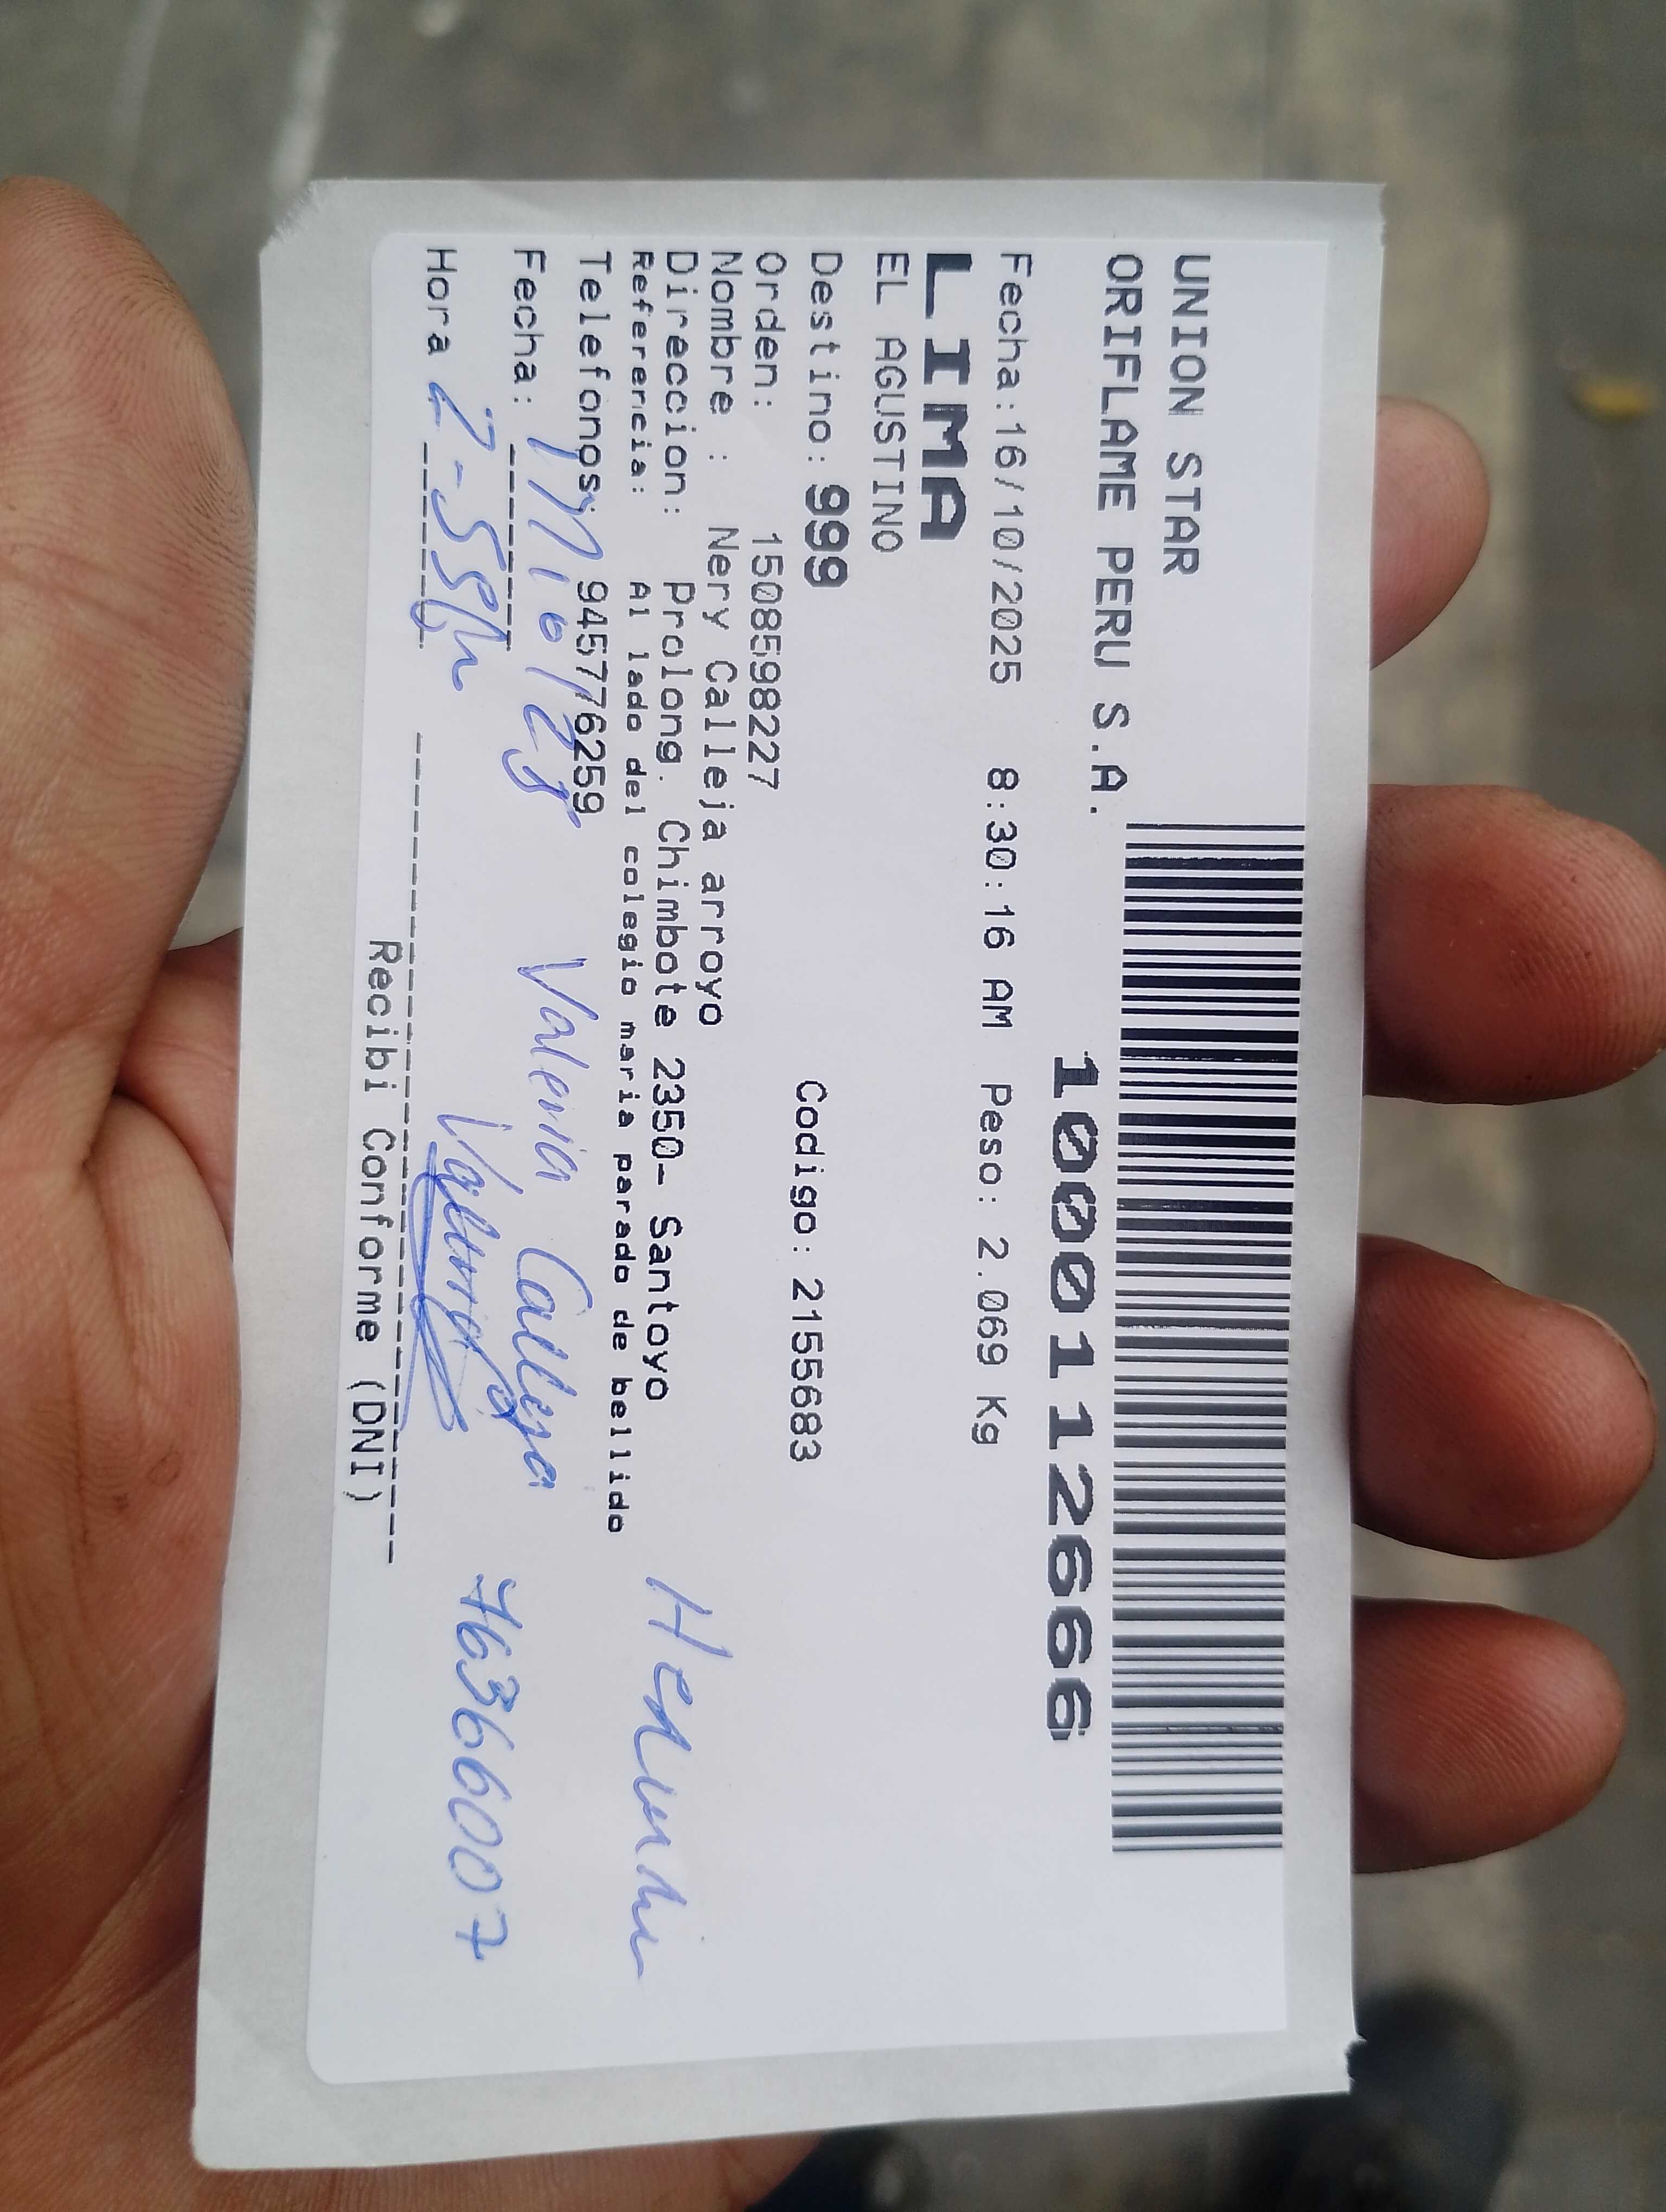 UNION STAR
ORIFLAME PERU S.A.
1000112666
Fecha:16/10/2025 8:30:16 AM Peso: 2.069 Kg
LIMA
EL AGUSTINO
Destino: 999 Codigo: 2155683
Orden: 1508598227
Nombre : Nery Calleja arroyo
Direccion: Prolong. Chimbote 2350- Santoyo
Referencia: Al lado del colegio maria parado de bellido
Telefonos: 945776259
Fecha: 17/10/25 Valeria Calleja
Hora 2-55 76366007
Recibi Conforme (DNI)